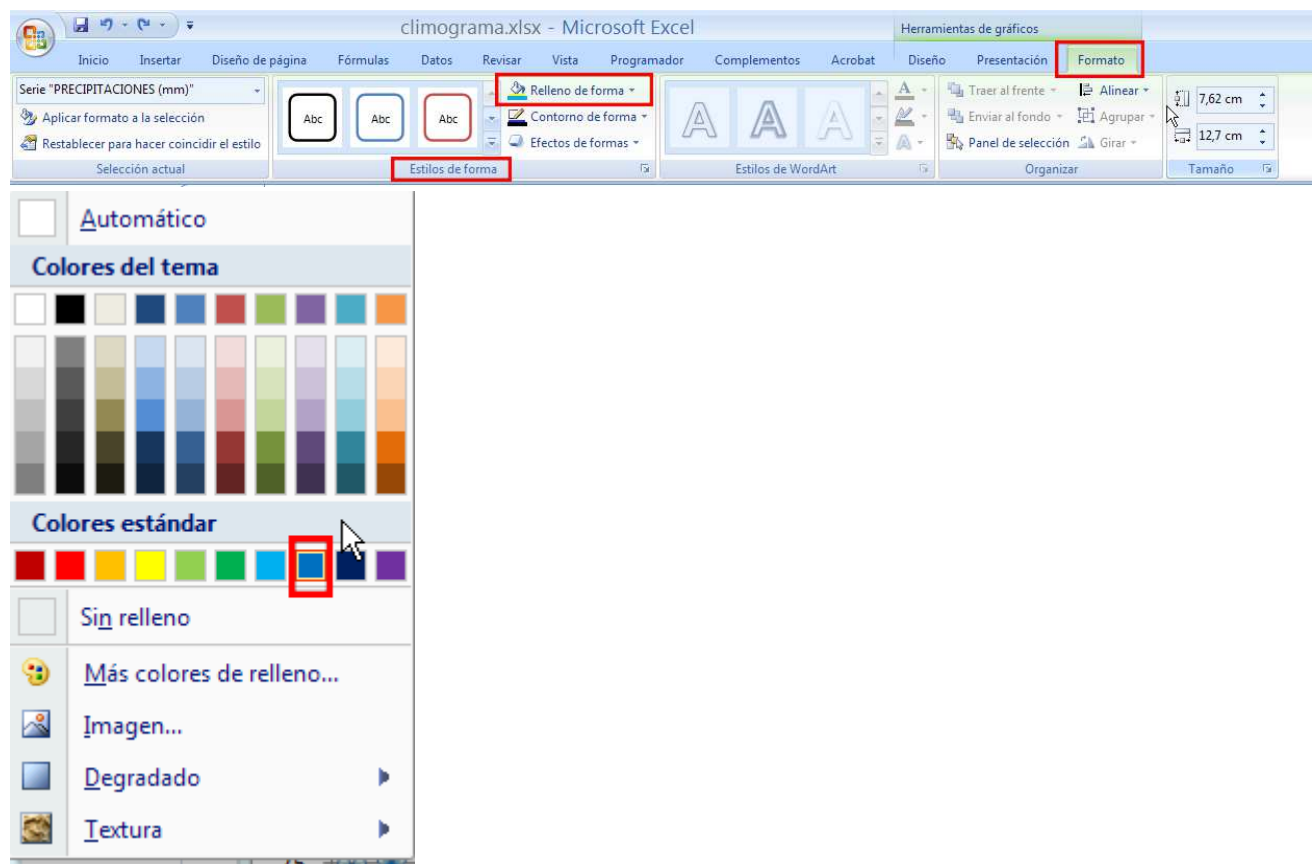 climograma.xlsx - Microsoft Excel
Herramientas de gráficos
Inicio Insertar Diseño de página Fórmulas Datos Revisar Vista Programador Complementos Acrobat Diseño Presentación Formato
Serie "PRECIPITACIONES (mm)"
Aplicar formato a la selección
Restablecer para hacer coincidir el estilo
Selección actual
Abc Abc Abc
Relleno de forma
Contorno de forma
Efectos de formas
Estilos de forma
A A A
A
A
Estilos de WordArt
Traer al frente
Enviar al fondo
Panel de selección
Alinear
Agrupar
Girar
Organizar
7,62 cm
12,7 cm
Tamaño
Automático
Colores del tema
Colores estándar
Sin relleno
Más colores de relleno...
Imagen...
Degradado
Textura